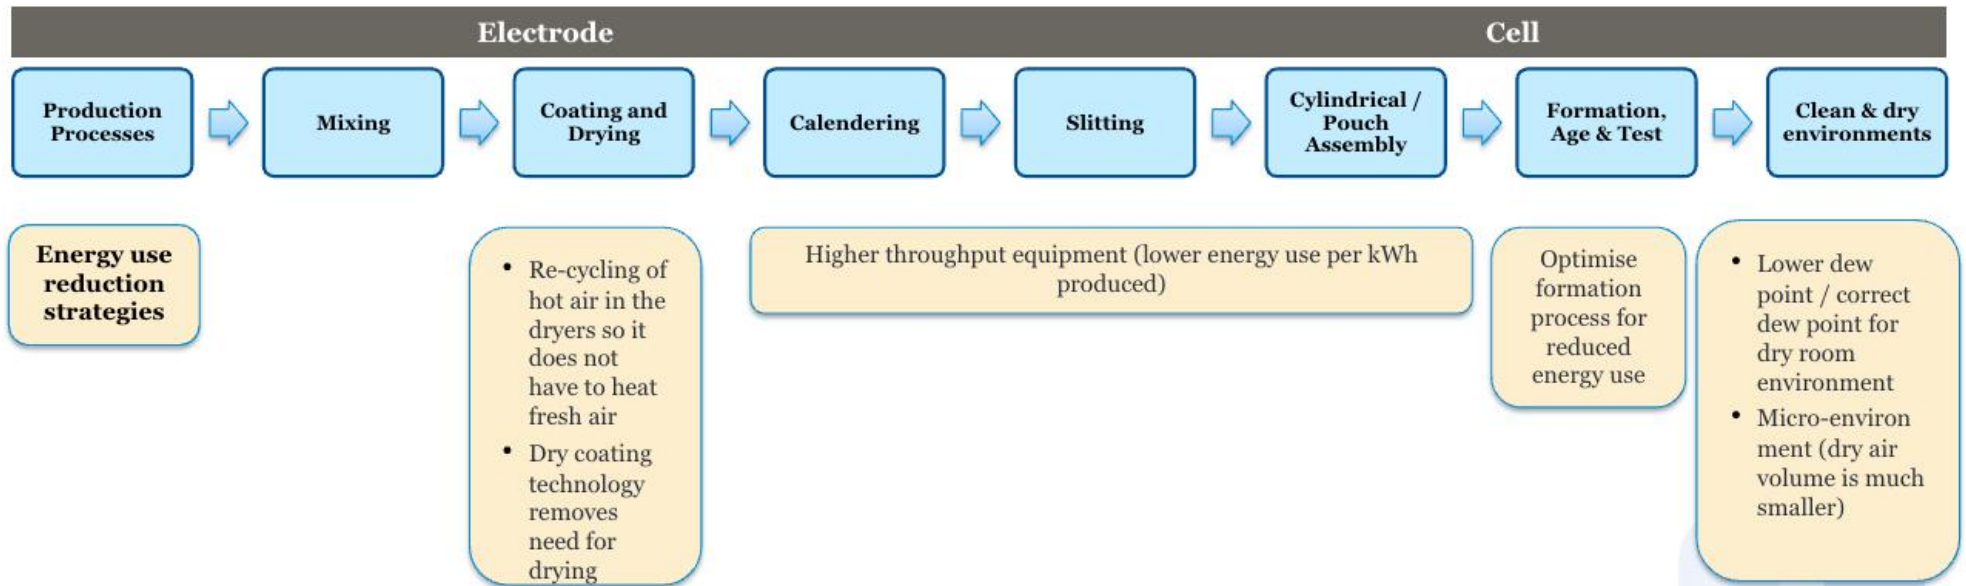 Electrode
Cell
Production
Processes
Mixing
Coating and
Drying
Calendering
Slitting
Cylindrical /
Pouch
Assembly
Formation,
Age & Test
Clean & dry
environments
Energy use
reduction
strategies
• Re-cycling of
hot air in the
dryers so it
does not
have to heat
fresh air
• Dry coating
technology
removes
need for
drying
Higher throughput equipment (lower energy use per kWh
produced)
Optimise
formation
process for
reduced
energy use
• Lower dew
point / correct
dew point for
dry room
environment
• Micro-environ
ment (dry air
volume is much
smaller)